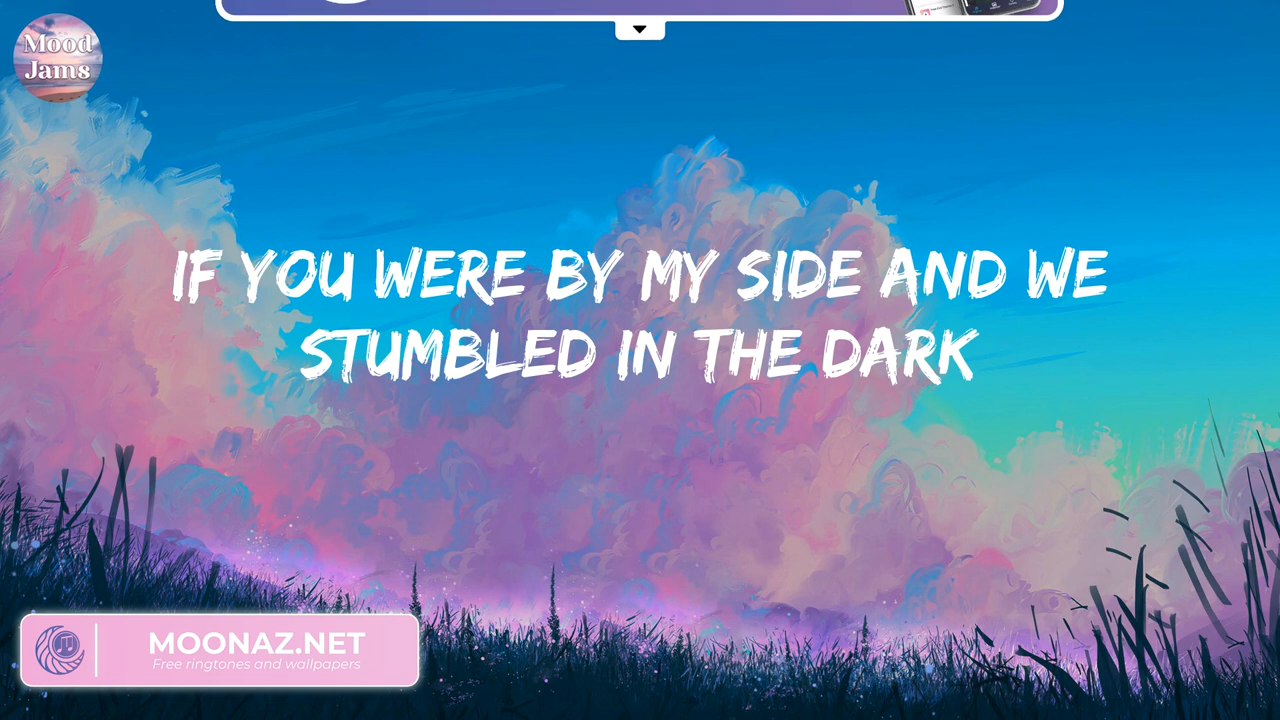 Mood
Jams
IF YOU WERE BY MY SIDE AND WE
STUMBLED IN THE DARK
MOONAZ.NET
Free ringtones and wallpapers